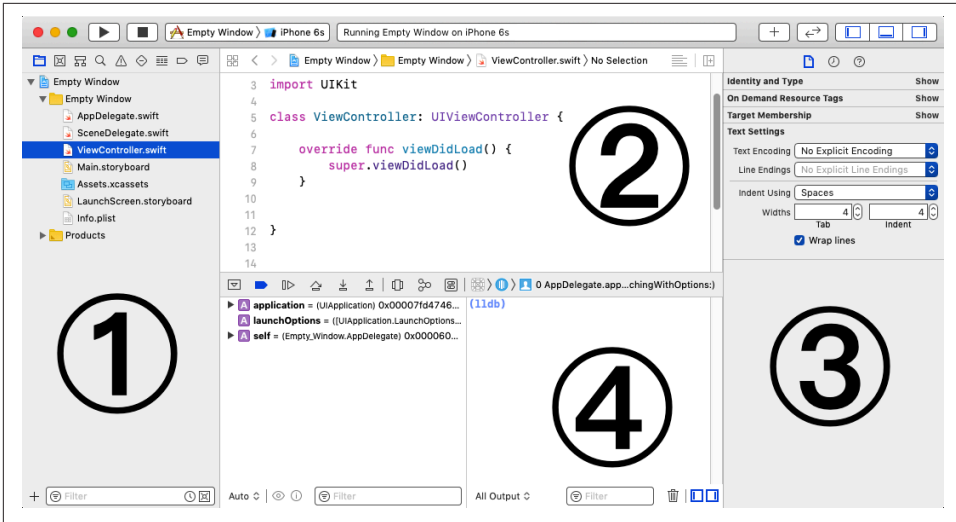 Empty Window 〉 iPhone 6s
Running Empty Window on iPhone 6s
Empty Window 〉 Empty Window 〉 ViewController.swift 〉 No Selection
Empty Window
Empty Window
AppDelegate.swift
SceneDelegate.swift
ViewController.swift
Main.storyboard
Assets.xcassets
LaunchScreen.storyboard
Info.plist
Products
①
Filter
3 import UIKit
4
5 class ViewController: UIViewController {
6
7 override func viewDidLoad() {
8 super.viewDidLoad()
9 }
10
11
12 }
13
14
②
0 AppDelegate.app...chingWithOptions:)
A application = (UIApplication) 0x00007fd4746...
A launchOptions = ([UIApplication.LaunchOptions...
A self = (Empty_Window.AppDelegate) 0x000060...
Auto
Filter
(lldb)
④
All Output
Filter
Identity and Type Show
On Demand Resource Tags Show
Target Membership Show
Text Settings
Text Encoding No Explicit Encoding
Line Endings No Explicit Line Endings
Indent Using Spaces
Widths 4 4
Tab Indent
Wrap lines
③